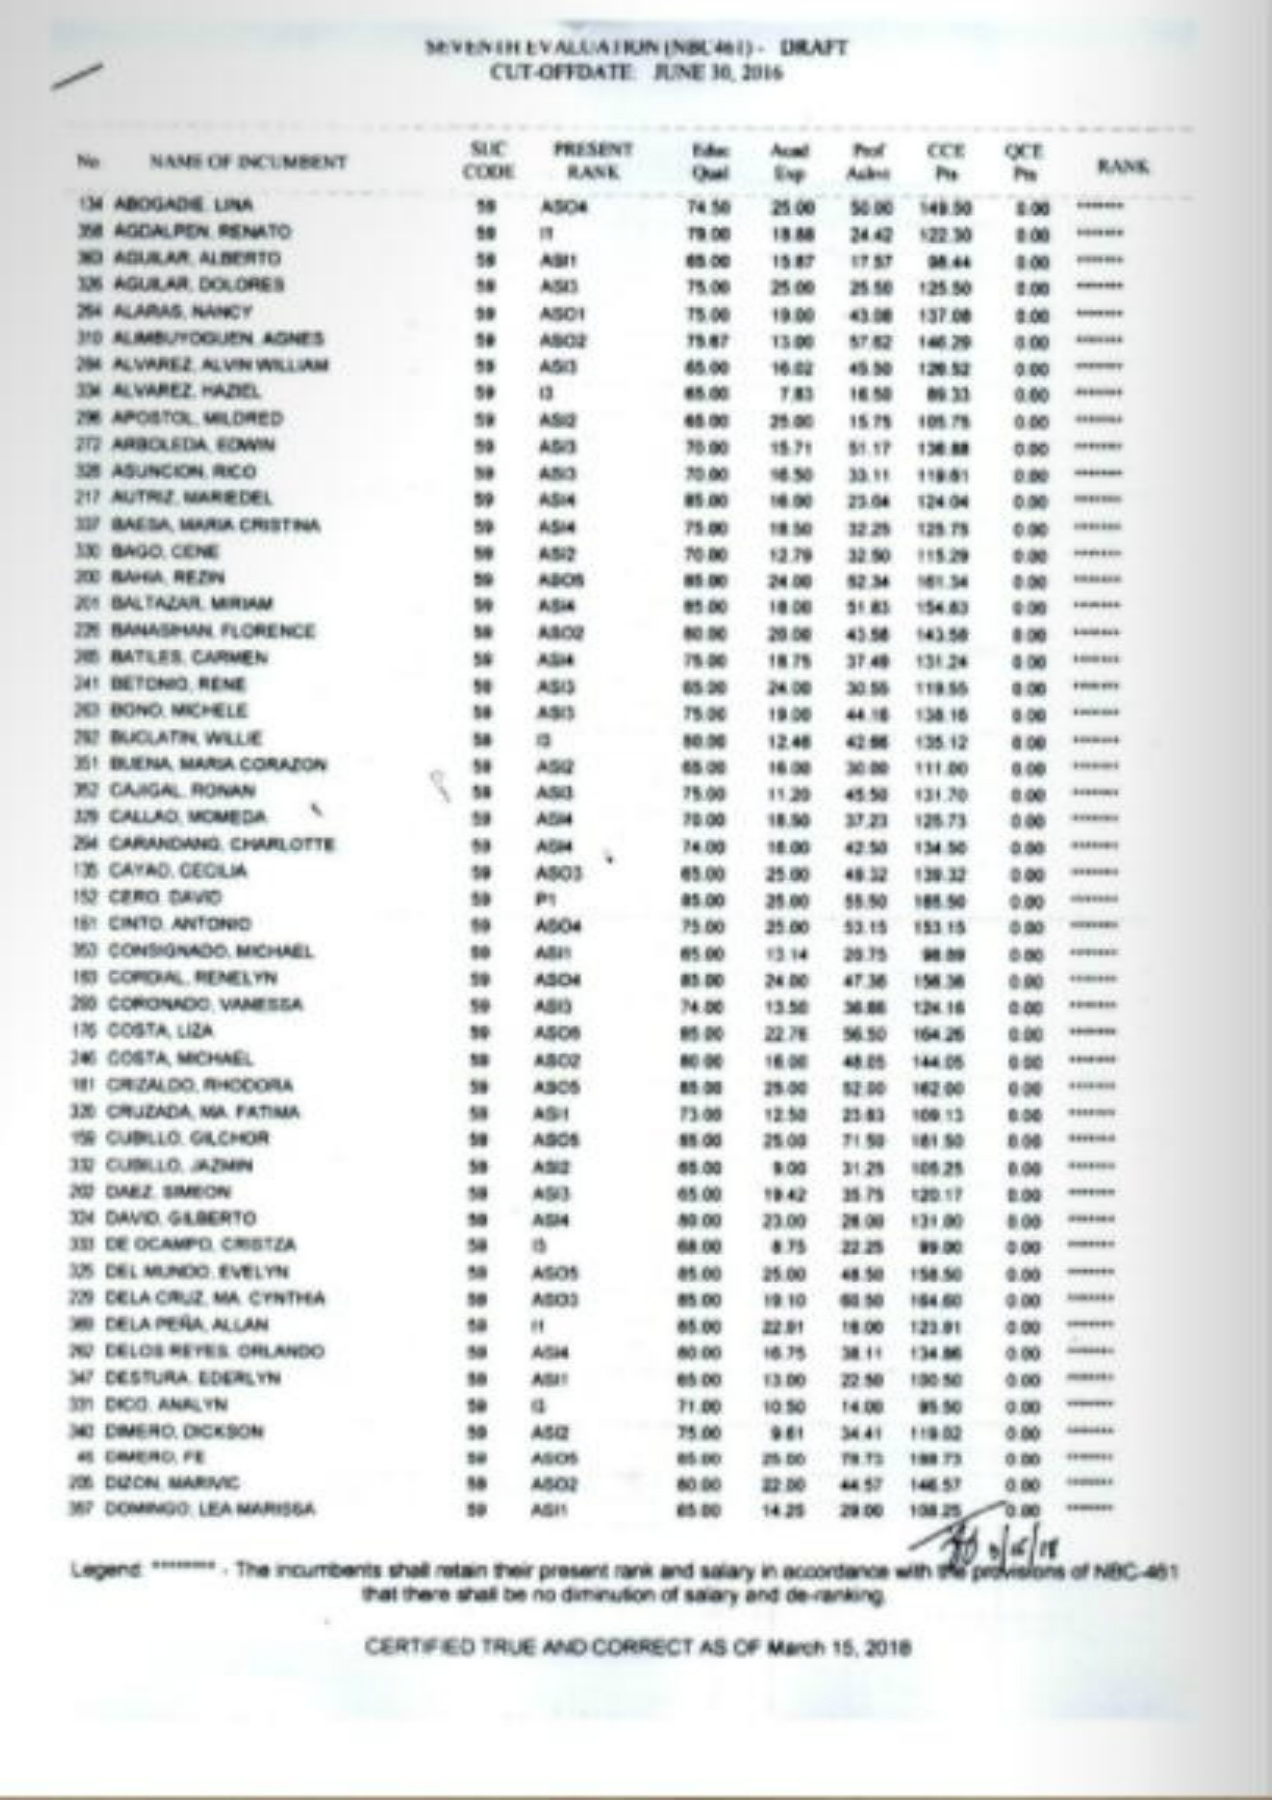 SEVENTH EVALUATION (NBC 461) - DRAFT
CUT-OFFDATE: JUNE 30, 2016
No NAME OF INCUMBENT SUC CODE PRESENT RANK Educ Qual Acad Exp Prof Achvt CCE Pts QCE Pts RANK
134 ABOGADIE, LINA 59 ASO4 74.50 25.00 50.00 149.50 0.00 *******
358 AGDALPEN, RENATO 59 I1 79.00 18.88 24.42 122.30 0.00 *******
363 AGUILAR, ALBERTO 59 ASI1 65.00 15.87 17.57 98.44 0.00 *******
326 AGUILAR, DOLORES 59 ASI3 75.00 25.00 25.50 125.50 0.00 *******
264 ALARAS, NANCY 59 ASO1 75.00 19.00 43.08 137.08 0.00 *******
310 ALIMBUYOGUEN, AGNES 59 ASO2 75.67 13.00 57.62 146.29 0.00 *******
284 ALVAREZ, ALVIN WILLIAM 59 ASI3 65.00 16.02 45.50 126.52 0.00 *******
334 ALVAREZ, HAZIEL 59 I3 65.00 7.83 16.50 89.33 0.00 *******
296 APOSTOL, MILDRED 59 ASI2 65.00 25.00 15.75 105.75 0.00 *******
272 ARBOLEDA, EDWIN 59 ASI3 70.00 15.71 51.17 136.88 0.00 *******
328 ASUNCION, RICO 59 ASI3 70.00 16.50 33.11 119.61 0.00 *******
217 AUTRIZ, MARIEDEL 59 ASI4 85.00 16.00 23.04 124.04 0.00 *******
337 BAESA, MARIA CRISTINA 59 ASI4 75.00 18.50 32.25 125.75 0.00 *******
330 BAGO, CENE 59 ASI2 70.00 12.79 32.50 115.29 0.00 *******
200 BAHIA, REZIN 59 ASO5 85.00 24.00 52.34 161.34 0.00 *******
201 BALTAZAR, MIRIAM 59 ASI4 85.00 18.00 51.83 154.83 0.00 *******
226 BANASIHAN, FLORENCE 59 ASO2 80.00 20.00 43.58 143.58 0.00 *******
265 BATILES, CARMEN 59 ASI4 75.00 18.75 37.49 131.24 0.00 *******
241 BETONIO, RENE 59 ASI3 65.00 24.00 30.55 119.55 0.00 *******
263 BONO, MICHELE 59 ASI3 75.00 19.00 44.16 138.16 0.00 *******
292 BUCLATIN, WILLIE 59 I3 80.00 12.46 42.66 135.12 0.00 *******
351 BUENA, MARIA CORAZON 59 ASI2 65.00 16.00 30.00 111.00 0.00 *******
352 CAJIGAL, RONAN 59 ASI3 75.00 11.20 45.50 131.70 0.00 *******
329 CALLAO, MOMEDA 59 ASI4 70.00 18.50 37.23 125.73 0.00 *******
254 CARANDANG, CHARLOTTE 59 ASI4 74.00 18.00 42.50 134.50 0.00 *******
135 CAYAO, CECILIA 59 ASO3 65.00 25.00 49.32 139.32 0.00 *******
152 CERO, DAVID 59 P1 85.00 25.00 55.50 165.50 0.00 *******
161 CINTO, ANTONIO 59 ASO4 75.00 25.00 53.15 153.15 0.00 *******
353 CONSIGNADO, MICHAEL 59 ASI1 65.00 13.14 20.75 98.89 0.00 *******
163 CORDIAL, RENELYN 59 ASO4 85.00 24.00 47.36 156.36 0.00 *******
250 CORONADO, VANESSA 59 ASI3 74.00 13.50 36.66 124.16 0.00 *******
176 COSTA, LIZA 59 ASO5 85.00 22.76 56.50 164.26 0.00 *******
246 COSTA, MICHAEL 59 ASO2 80.00 16.00 48.05 144.05 0.00 *******
181 CRIZALDO, RHODORA 59 ASO5 85.00 25.00 52.00 162.00 0.00 *******
320 CRUZADA, MA. FATIMA 59 ASI1 73.00 12.50 23.63 109.13 0.00 *******
159 CUBILLO, GILCHOR 59 ASO5 85.00 25.00 71.50 181.50 0.00 *******
332 CUBILLO, JAZMIN 59 ASI2 65.00 9.00 31.25 105.25 0.00 *******
202 DAEZ, SIMEON 59 ASI3 65.00 19.42 35.75 120.17 0.00 *******
324 DAVID, GILBERTO 59 ASI4 80.00 23.00 28.00 131.00 0.00 *******
333 DE OCAMPO, CRISTZA 59 I3 68.00 8.75 22.25 99.00 0.00 *******
325 DEL MUNDO, EVELYN 59 ASO5 85.00 25.00 48.50 158.50 0.00 *******
229 DELA CRUZ, MA. CYNTHIA 59 ASO3 85.00 19.10 60.50 164.60 0.00 *******
369 DELA PEÑA, ALLAN 59 I1 85.00 22.91 16.00 123.91 0.00 *******
262 DELOS REYES, ORLANDO 59 ASI4 80.00 16.75 38.11 134.86 0.00 *******
347 DESTURA, EDERLYN 59 ASI1 65.00 13.00 22.50 100.50 0.00 *******
331 DICO, ANALYN 59 I3 71.00 10.50 14.00 95.50 0.00 *******
340 DIMERO, DICKSON 59 ASI2 75.00 9.61 34.41 119.02 0.00 *******
DIMERO, FE 59 ASO5 85.00 25.00 78.73 188.73 0.00 *******
205 DIZON, MARIVIC 59 ASO2 80.00 22.00 44.57 146.57 0.00 *******
357 DOMINGO, LEA MARISSA 59 ASI1 65.00 14.25 29.00 108.25 0.00 *******
3/15/18
Legend: ******** - The incumbents shall retain their present rank and salary in accordance with the provisions of NBC-461
that there shall be no diminution of salary and de-ranking.
CERTIFIED TRUE AND CORRECT AS OF March 15, 2018